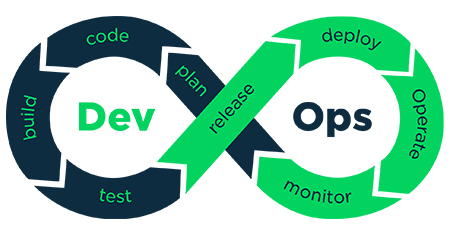 code
deploy
plan
release
build
Dev
Ops
Operate
test
monitor